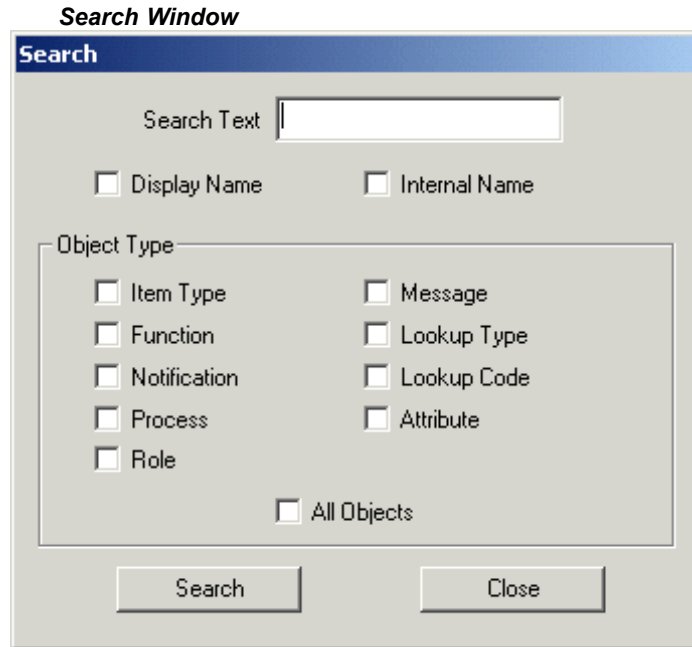 Search Window
Search
Search Text
Display Name Internal Name
Object Type
Item Type Message
Function Lookup Type
Notification Lookup Code
Process Attribute
Role
All Objects
Search Close